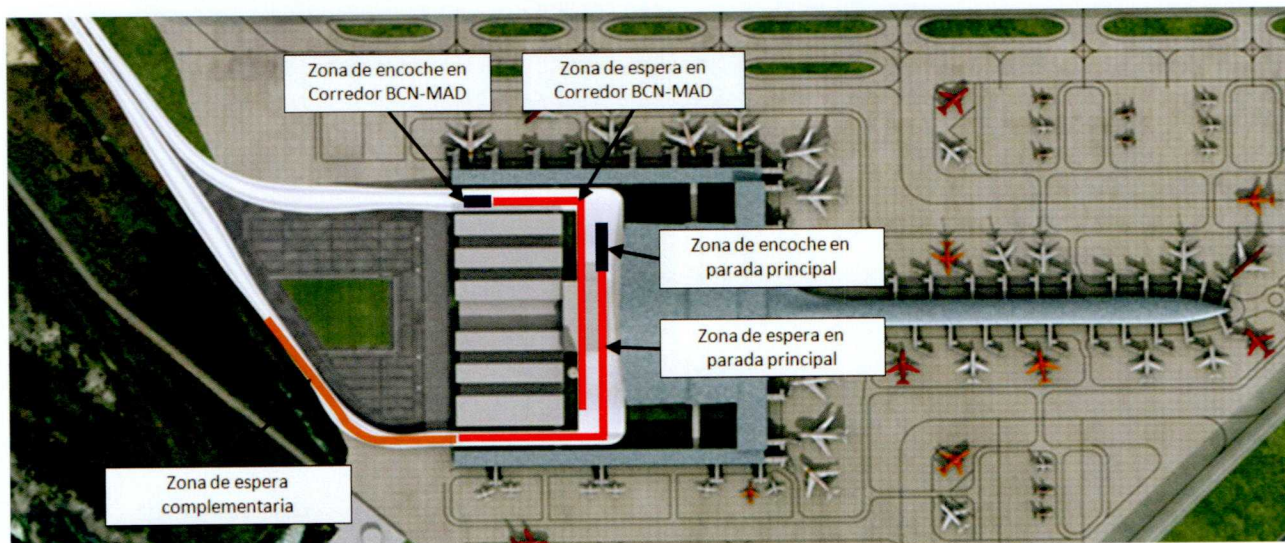 Zona de encoche en
Corredor BCN-MAD
Zona de espera en
Corredor BCN-MAD
Zona de encoche en
parada principal
Zona de espera en
parada principal
Zona de espera
complementaria